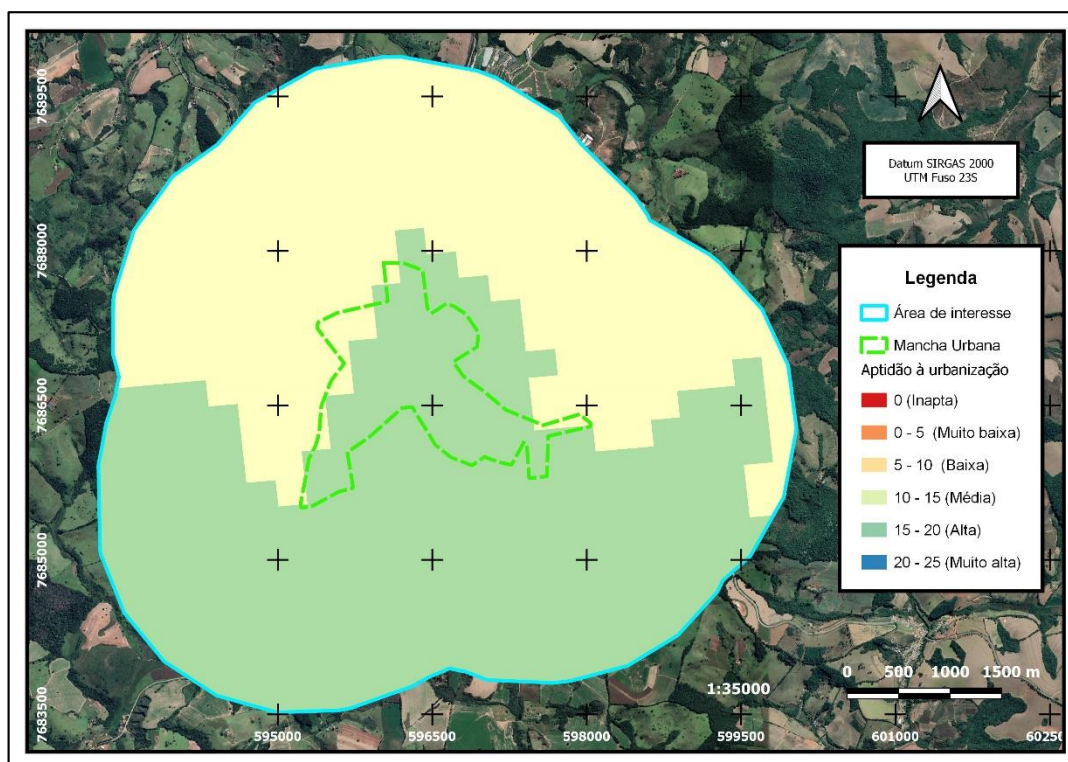 7689500
7688000
7686500
7685000
7683500
Datum SIRGAS 2000
UTM Fuso 23S
Legenda
Área de interesse
Mancha Urbana
Aptidão à urbanização
0 (Inapta)
0 - 5 (Muito baixa)
5 - 10 (Baixa)
10 - 15 (Média)
15 - 20 (Alta)
20 - 25 (Muito alta)
0 500 1000 1500 m
1:35000
595000 596500 598000 599500 601000